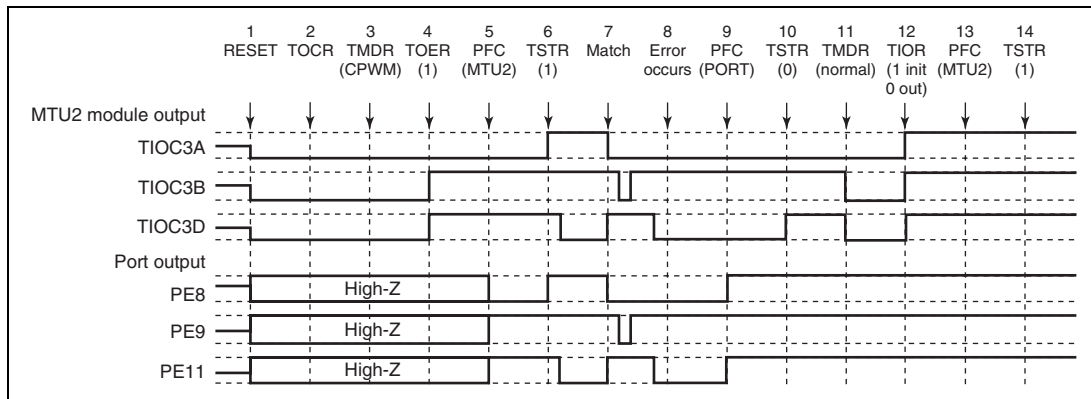 1 2 3 4 5 6 7 8 9 10 11 12 13 14
RESET TOCR TMDR TOER PFC TSTR Match Error PFC TSTR TMDR TIOR PFC TSTR
(CPWM) (1) (MTU2) (1) occurs (PORT) (0) (normal) (1 init (MTU2) (1)
0 out)
MTU2 module output
TIOC3A
TIOC3B
TIOC3D
Port output
PE8 High-Z
PE9 High-Z
PE11 High-Z